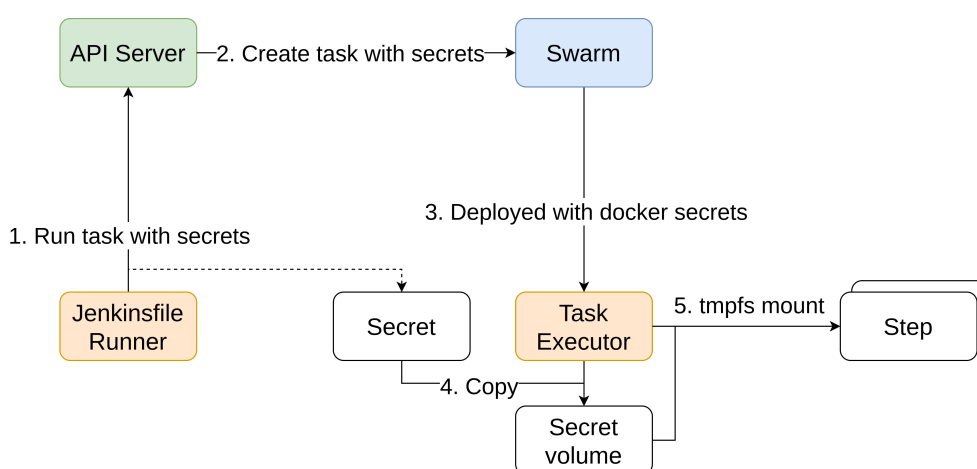 API Server
2. Create task with secrets
Swarm
3. Deployed with docker secrets
1. Run task with secrets
Jenkinsfile
Runner
Secret
Task
Executor
5. tmpfs mount
Step
4. Copy
Secret
volume